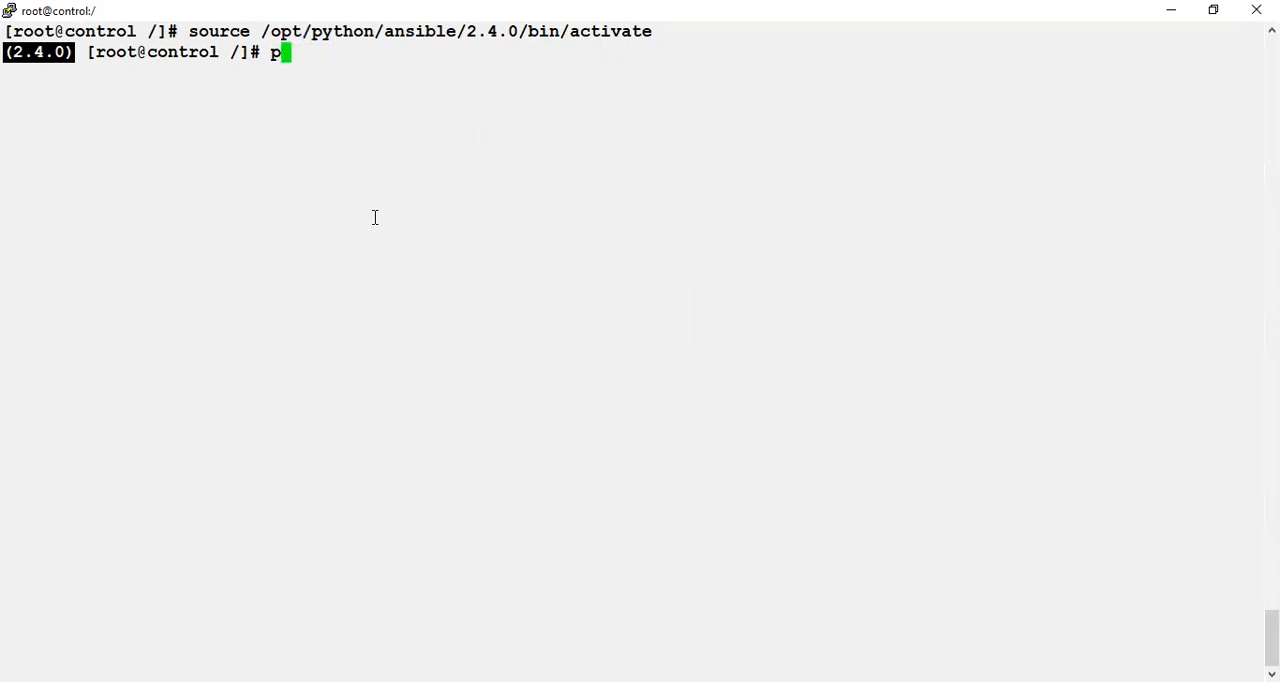 root@control:/
[root@control /]# source /opt/python/ansible/2.4.0/bin/activate
(2.4.0) [root@control /]# p